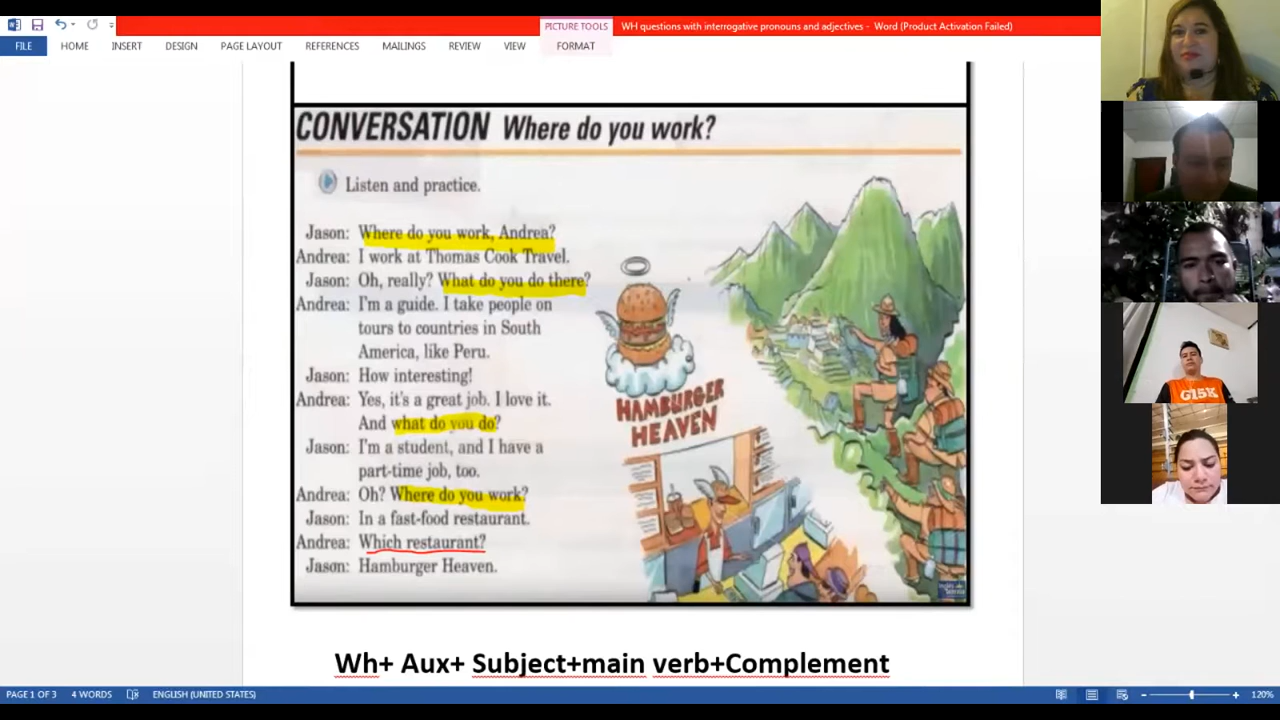 PICTURE TOOLS
WH questions with interrogative pronouns and adjectives - Word (Product Activation Failed)
FILE HOME INSERT DESIGN PAGE LAYOUT REFERENCES MAILINGS REVIEW VIEW FORMAT
CONVERSATION Where do you work?
Listen and practice.
Jason: Where do you work, Andrea?
Andrea: I work at Thomas Cook Travel.
Jason: Oh, really? What do you do there?
Andrea: I'm a guide. I take people on
tours to countries in South
America, like Peru.
Jason: How interesting!
Andrea: Yes, it's a great job. I love it.
And what do you do?
Jason: I'm a student, and I have a
part-time job, too.
Andrea: Oh? Where do you work?
Jason: In a fast-food restaurant.
Andrea: Which restaurant?
Jason: Hamburger Heaven.
HAMBURGER
HEAVEN
Wh+ Aux+ Subject+main verb+Complement
PAGE 1 OF 3 4 WORDS ENGLISH (UNITED STATES) 120%
G15K